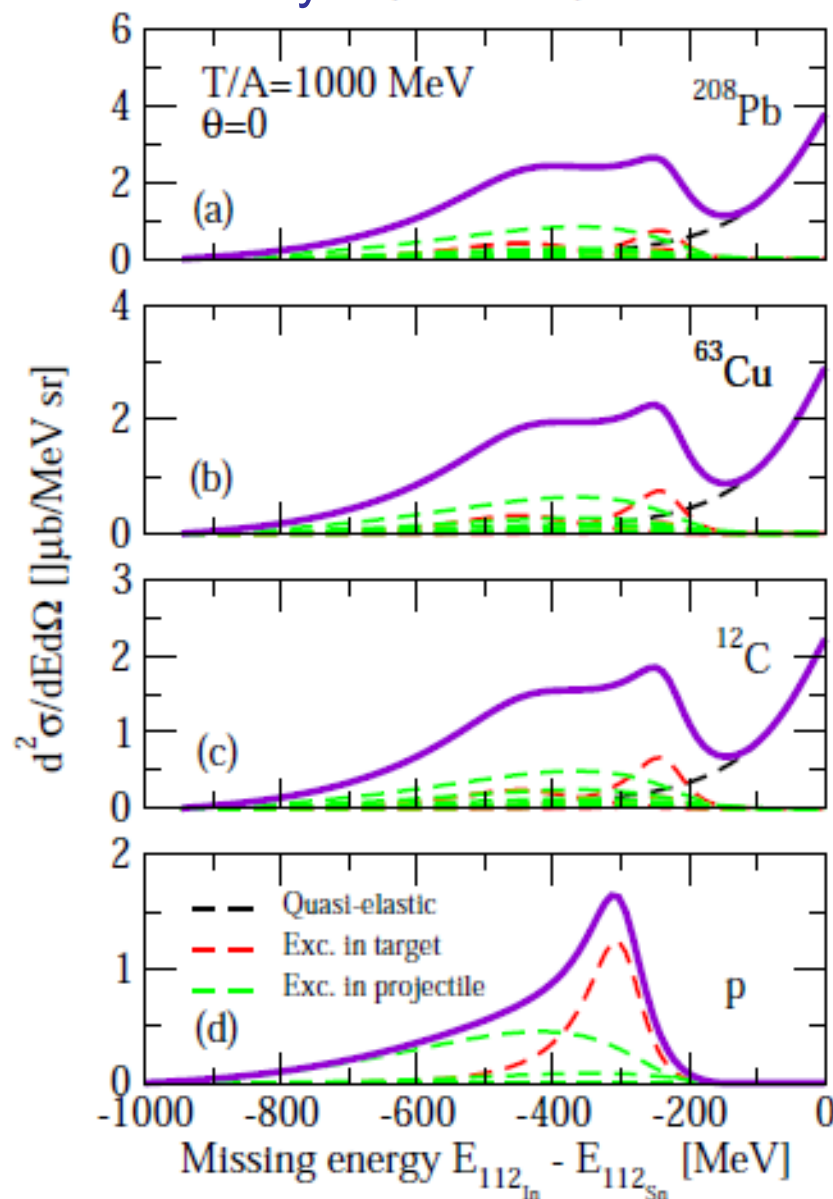 6
T/A=1000 MeV
²⁰⁸Pb
θ=0
4
2
(a)
0
4
⁶³Cu
2
(b)
0
3
¹²C
2
1
(c)
0
2
Quasi-elastic
Exc. in target
1
Exc. in projectile
p
(d)
0
d²σ/dEdΩ []μb/MeV sr]
-1000 -800 -600 -400 -200 0
Missing energy E₁₁₂In - E₁₁₂Sn [MeV]